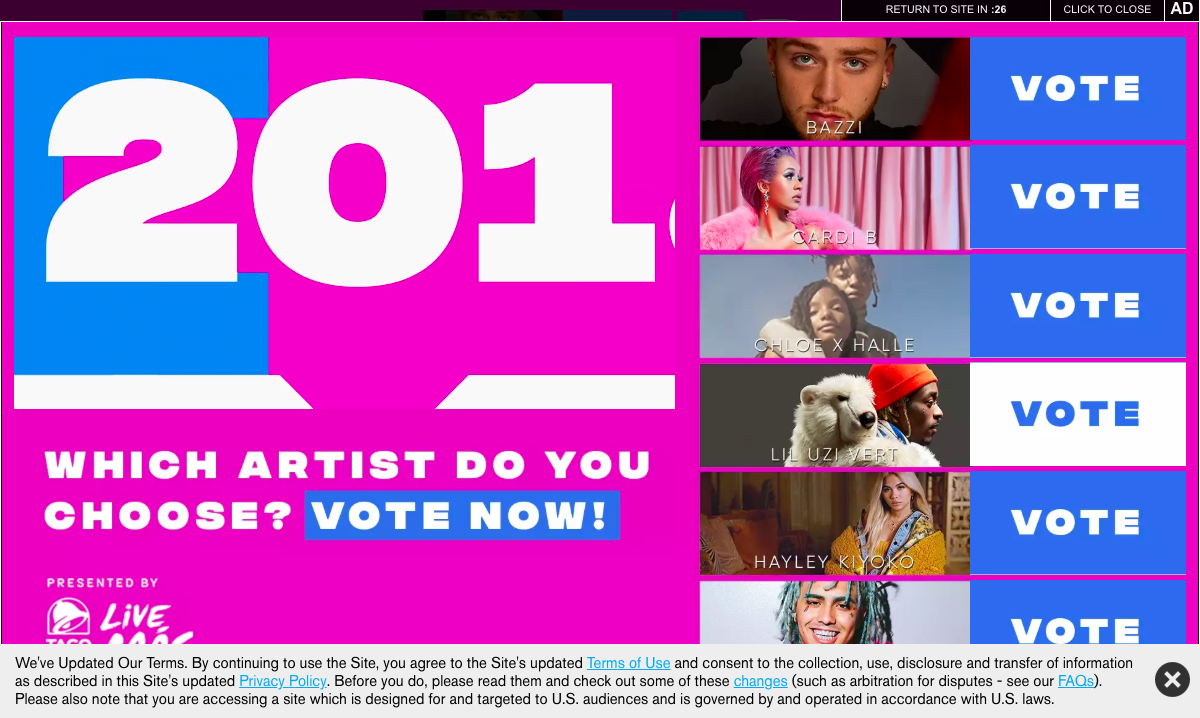 RETURN TO SITE IN :26
CLICK TO CLOSE
AD
201
WHICH ARTIST DO YOU
CHOOSE? VOTE NOW!
PRESENTED BY
TACO
LiVE MÁS
BAZZI
VOTE
CARDI B
VOTE
CHLOE X HALLE
VOTE
LIL UZI VERT
VOTE
HAYLEY KIYOKO
VOTE
VOTE
We've Updated Our Terms. By continuing to use the Site, you agree to the Site's updated Terms of Use and consent to the collection, use, disclosure and transfer of information
as described in this Site's updated Privacy Policy. Before you do, please read them and check out some of these changes (such as arbitration for disputes - see our FAQs).
Please also note that you are accessing a site which is designed for and targeted to U.S. audiences and is governed by and operated in accordance with U.S. laws.